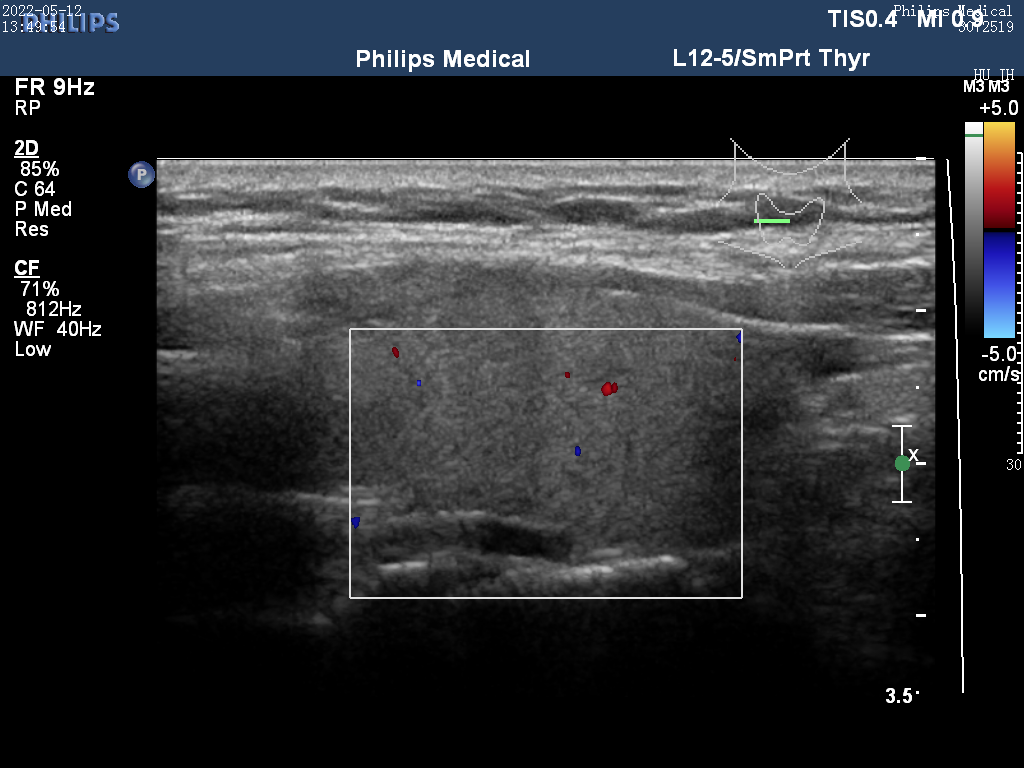 2022-05-12
13:49:54
PHILIPS
TIS0.4 MI 0.9
Philips Medical
3072519
Philips Medical
L12-5/SmPrt Thyr
HU_JH
FR 9Hz
RP
M3 M3
+5.0
2D
85%
C 64
P Med
Res
P
CF
71%
812Hz
WF 40Hz
Low
-5.0
cm/s
x
30
3.5